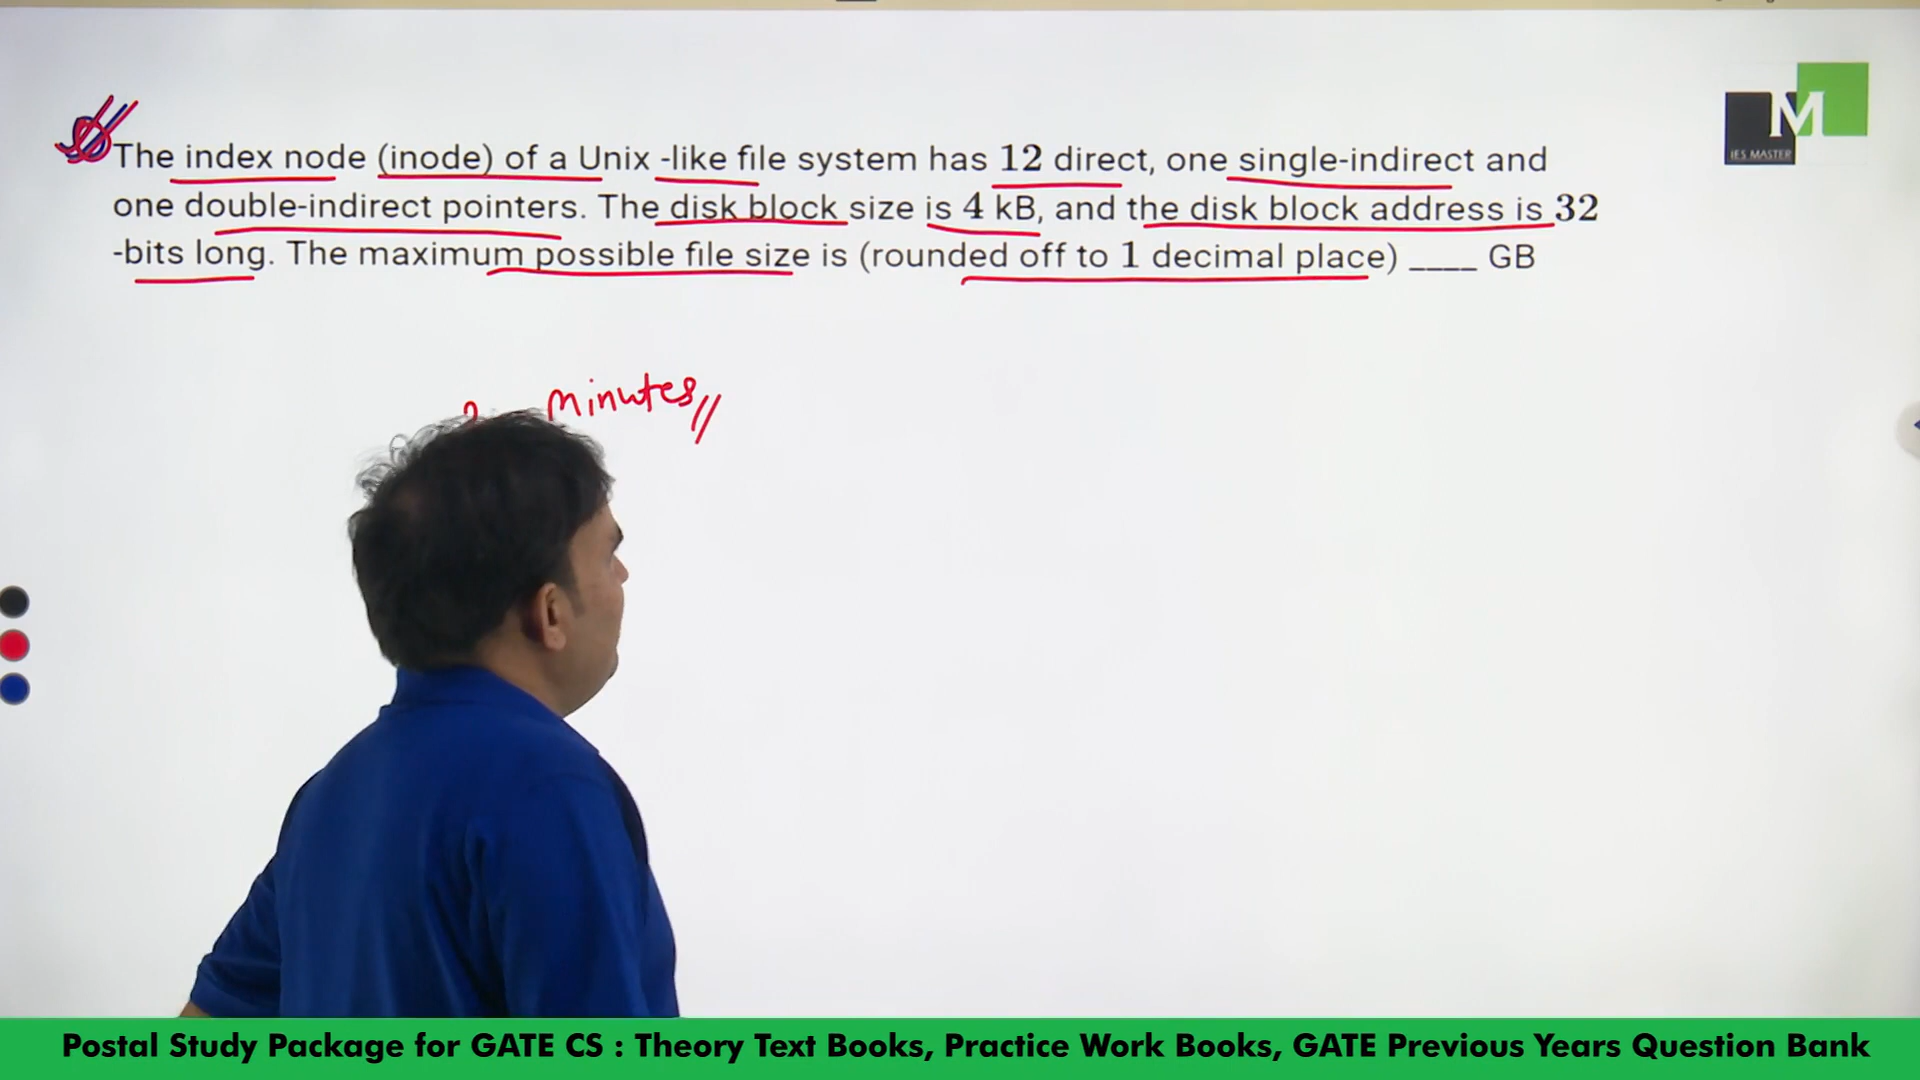 The index node (inode) of a Unix -like file system has 12 direct, one single-indirect and
one double-indirect pointers. The disk block size is 4 kB, and the disk block address is 32
-bits long. The maximum possible file size is (rounded off to 1 decimal place) ____ GB
M
IES MASTER
minutes
Postal Study Package for GATE CS : Theory Text Books, Practice Work Books, GATE Previous Years Question Bank